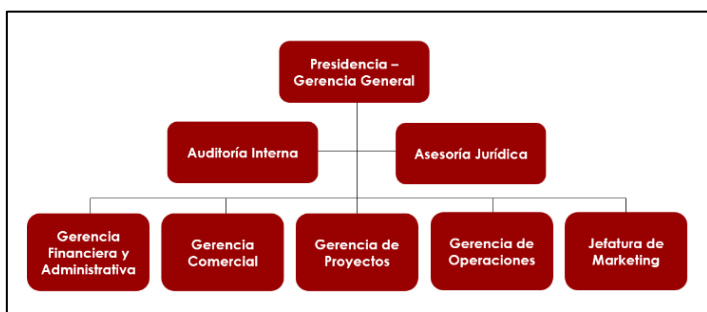 Presidencia –
Gerencia General
Auditoría Interna
Asesoría Jurídica
Gerencia
Financiera y
Administrativa
Gerencia
Comercial
Gerencia de
Proyectos
Gerencia de
Operaciones
Jefatura de
Marketing